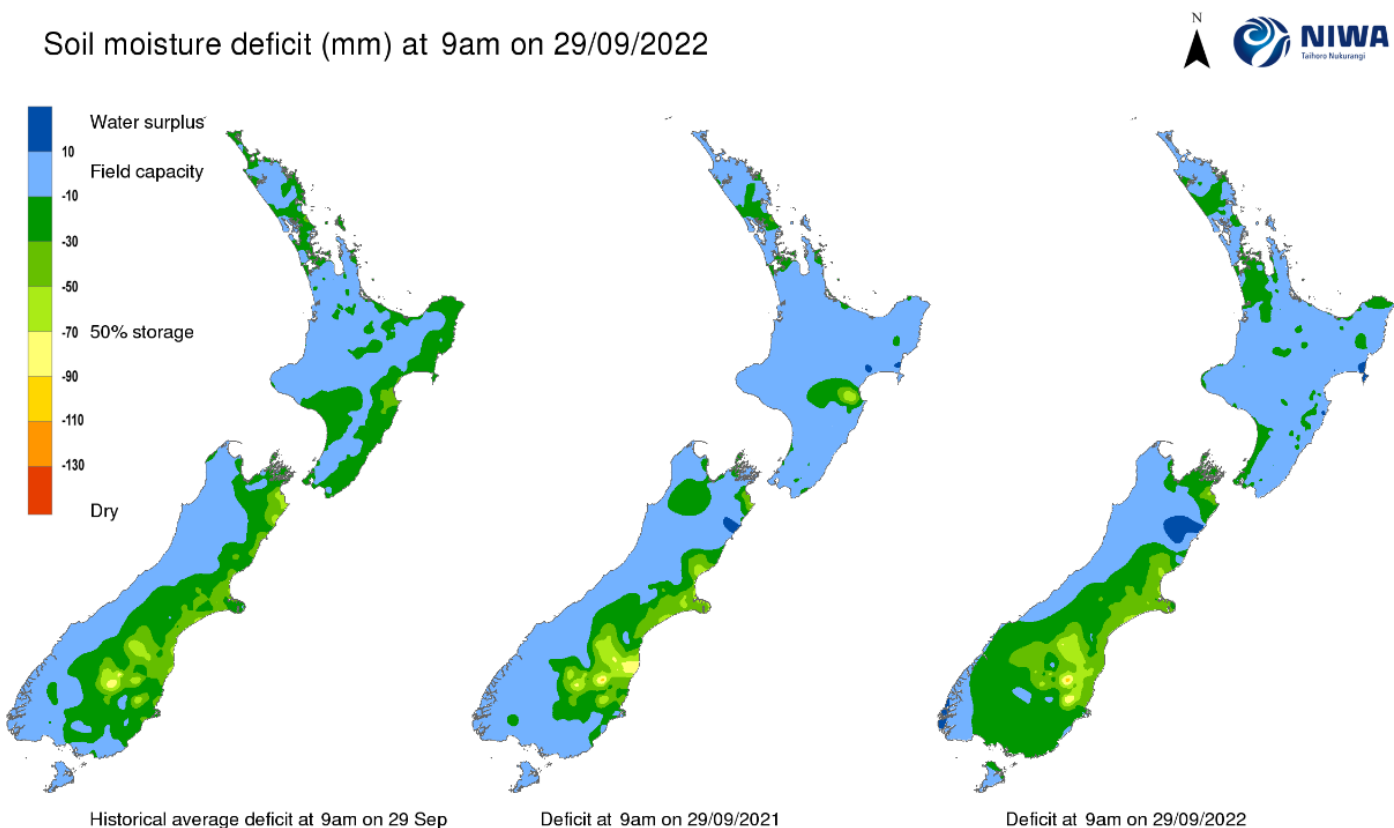 Soil moisture deficit (mm) at 9am on 29/09/2022
N
NIWA
Taihoro Nukurangi
Water surplus
10
Field capacity
-10
-30
-50
-70
50% storage
-90
-110
-130
Dry
Historical average deficit at 9am on 29 Sep
Deficit at 9am on 29/09/2021
Deficit at 9am on 29/09/2022